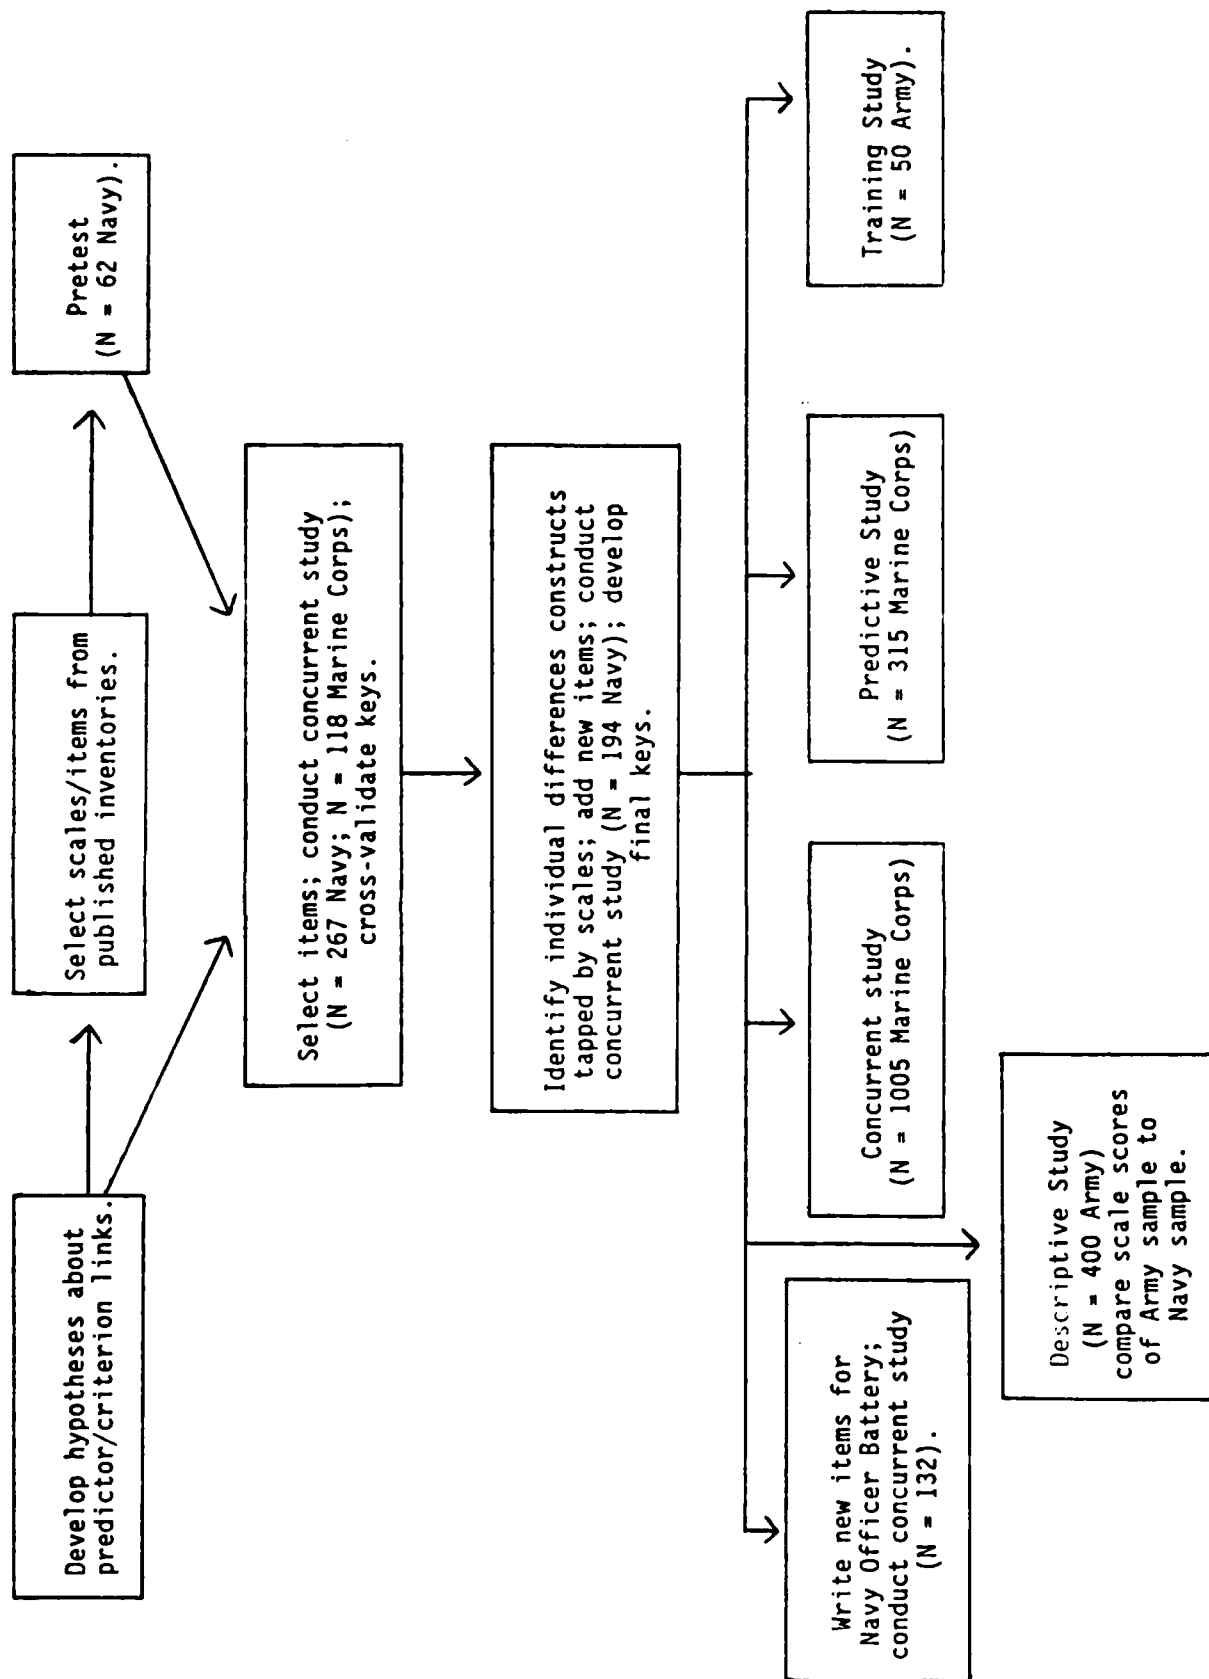 Develop hypotheses about
predictor/criterion links.
Select scales/items from
published inventories.
Pretest
(N = 62 Navy).
Select items; conduct concurrent study
(N = 267 Navy; N = 118 Marine Corps);
cross-validate keys.
Identify individual differences constructs
tapped by scales; add new items; conduct
concurrent study (N = 194 Navy); develop
final keys.
Write new items for
Navy Officer Battery;
conduct concurrent study
(N = 132).
Concurrent study
(N = 1005 Marine Corps)
Predictive Study
(N = 315 Marine Corps)
Training Study
(N = 50 Army).
Descriptive Study
(N = 400 Army)
compare scale scores
of Army sample to
Navy sample.